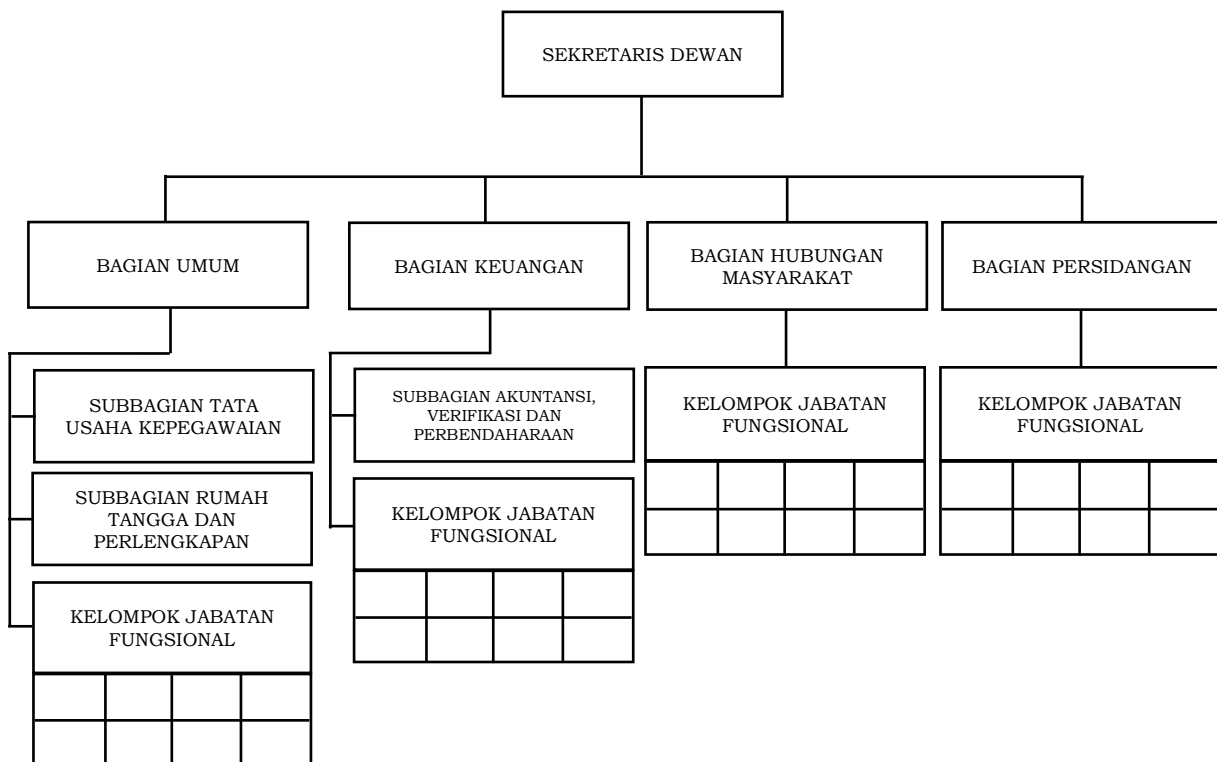 SEKRETARIS DEWAN
BAGIAN UMUM
BAGIAN KEUANGAN
BAGIAN HUBUNGAN
MASYARAKAT
BAGIAN PERSIDANGAN
SUBBAGIAN TATA
USAHA KEPEGAWAIAN
SUBBAGIAN RUMAH
TANGGA DAN
PERLENGKAPAN
KELOMPOK JABATAN
FUNGSIONAL
SUBBAGIAN AKUNTANSI,
VERIFIKASI DAN
PERBENDAHARAAN
KELOMPOK JABATAN
FUNGSIONAL
KELOMPOK JABATAN
FUNGSIONAL
KELOMPOK JABATAN
FUNGSIONAL